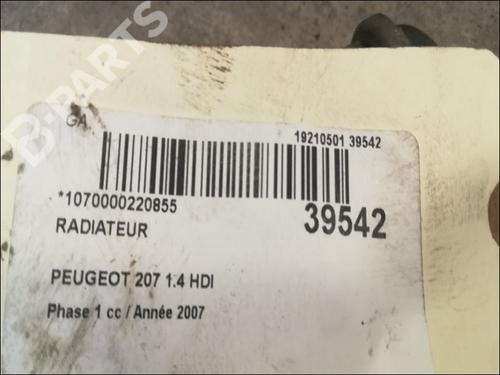 B-PARTS
GA
19210501 39542
*1070000220855
39542
RADIATEUR
PEUGEOT 207 1.4 HDI
Phase 1 cc / Année 2007